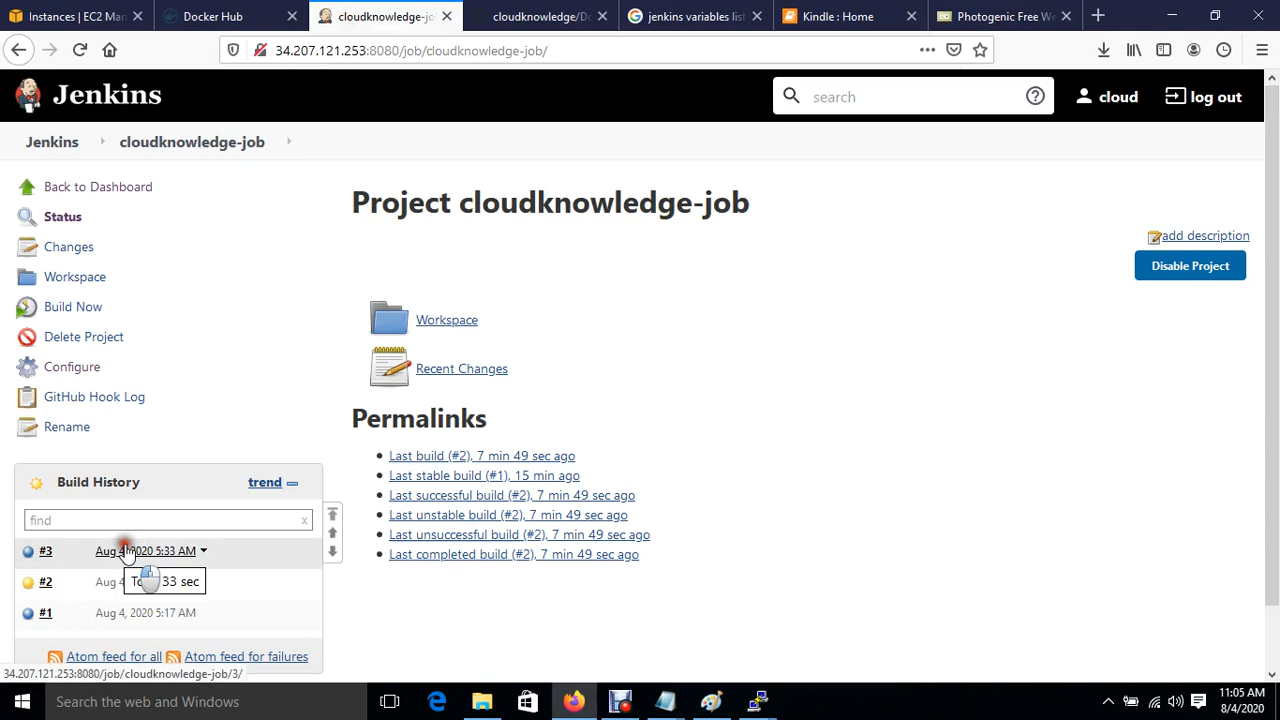 Instances | EC2 Man
Docker Hub
cloudknowledge-jo
cloudknowledge/Do
jenkins variables list
Kindle : Home
Photogenic Free We
34.207.121.253:8080/job/cloudknowledge-job/
Jenkins
search
cloud
log out
Jenkins
cloudknowledge-job
Back to Dashboard
Status
Changes
Workspace
Build Now
Delete Project
Configure
GitHub Hook Log
Rename
Project cloudknowledge-job
add description
Disable Project
Workspace
Recent Changes
Permalinks
Last build (#2), 7 min 49 sec ago
Last stable build (#1), 15 min ago
Last successful build (#2), 7 min 49 sec ago
Last unstable build (#2), 7 min 49 sec ago
Last unsuccessful build (#2), 7 min 49 sec ago
Last completed build (#2), 7 min 49 sec ago
Build History
trend
find
x
#3
Aug 4, 2020 5:33 AM
33 sec
#2
Aug 4
#1
Aug 4, 2020 5:17 AM
Atom feed for all
Atom feed for failures
34.207.121.253:8080/job/cloudknowledge-job/3/
Search the web and Windows
11:05 AM
8/4/2020